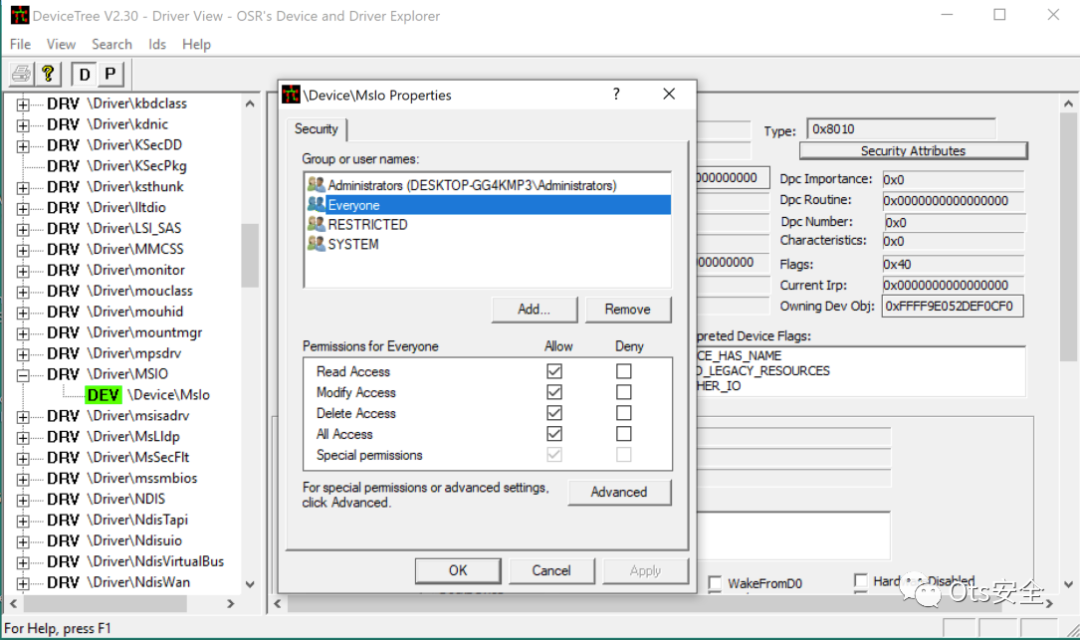 DeviceTree V2.30 - Driver View - OSR's Device and Driver Explorer
File View Search Ids Help
D P
DRV \Driver\kbdclass
DRV \Driver\kdnic
DRV \Driver\KSecDD
DRV \Driver\KSecPkg
DRV \Driver\ksthunk
DRV \Driver\lltdio
DRV \Driver\LSI_SAS
DRV \Driver\MMCSS
DRV \Driver\monitor
DRV \Driver\mouclass
DRV \Driver\mouhid
DRV \Driver\mountmgr
DRV \Driver\mpsdrv
DRV \Driver\MSIO
DEV \Device\MsIo
DRV \Driver\msisadrv
DRV \Driver\MsLldp
DRV \Driver\MsSecFlt
DRV \Driver\mssmbios
DRV \Driver\NDIS
DRV \Driver\NdisTapi
DRV \Driver\Ndisuio
DRV \Driver\NdisVirtualBus
DRV \Driver\NdisWan
\Device\MsIo Properties
Security
Group or user names:
Administrators (DESKTOP-GG4KMP3\Administrators)
Everyone
RESTRICTED
SYSTEM
Add... Remove
Permissions for Everyone Allow Deny
Read Access
Modify Access
Delete Access
All Access
Special permissions
For special permissions or advanced settings,
click Advanced.
Advanced
OK Cancel Apply
Type: 0x8010
Security Attributes
00000000 Dpc Importance: 0x0
Dpc Routine: 0x0000000000000000
Dpc Number: 0x0
Characteristics: 0x0
00000000 Flags: 0x40
Current Irp: 0x0000000000000000
Owning Dev Obj: 0xFFFF9E052DEF0CF0
preted Device Flags:
CE_HAS_NAME
D_LEGACY_RESOURCES
HER_IO
WakeFromD0 Disabled
Ots安全
For Help, press F1